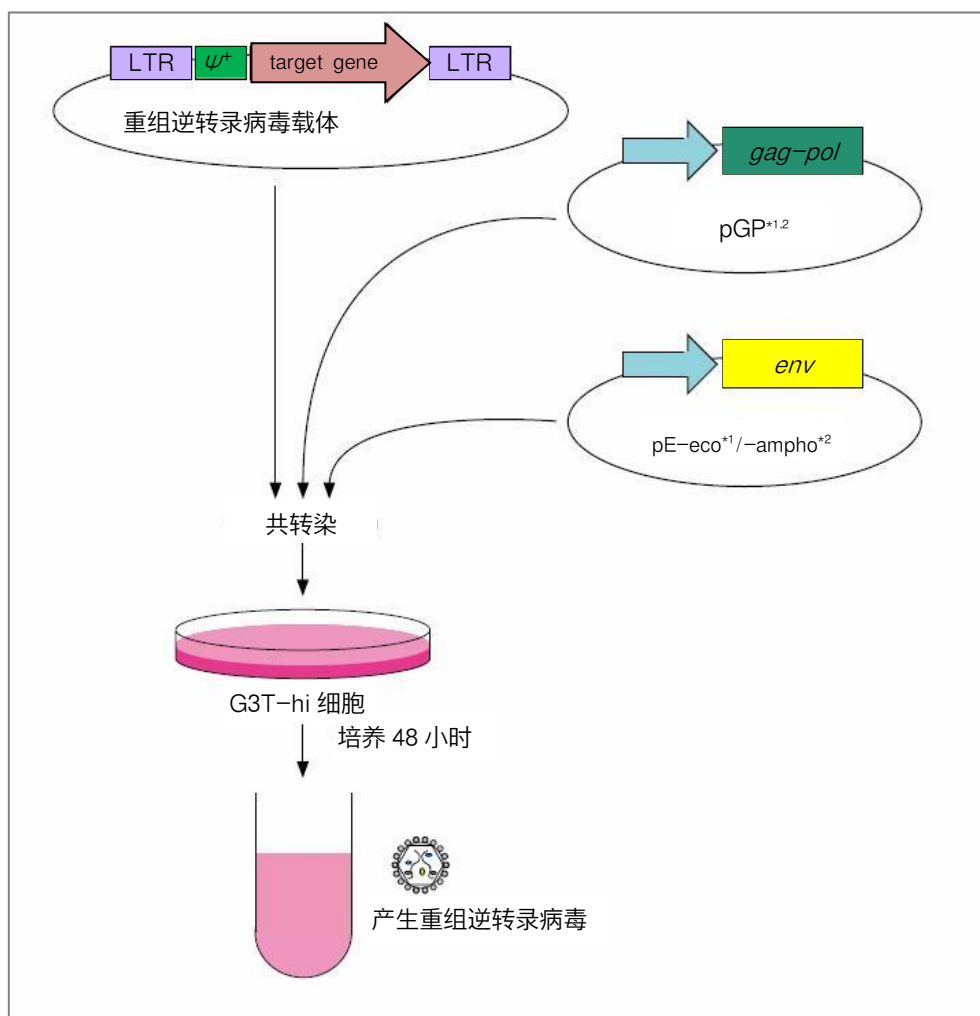 LTR ψ+ target gene LTR
重组逆转录病毒载体
gag-pol
pGP*1,2
env
pE-eco*1/-ampho*2
共转染
G3T-hi 细胞
培养 48 小时
产生重组逆转录病毒